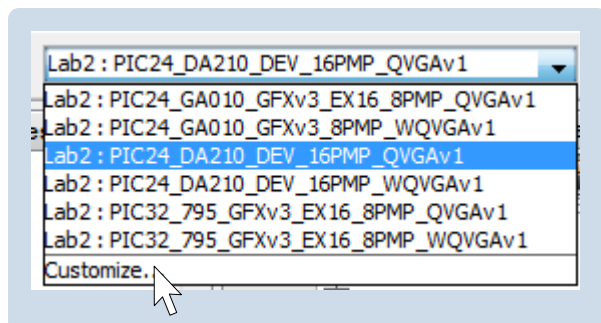 Lab2 : PIC24_DA210_DEV_16PMP_QVGAv1
Lab2 : PIC24_GA010_GFXv3_EX16_8PMP_QVGAv1
Lab2 : PIC24_GA010_GFXv3_8PMP_WQVGAv1
Lab2 : PIC24_DA210_DEV_16PMP_QVGAv1
Lab2 : PIC24_DA210_DEV_16PMP_WQVGAv1
Lab2 : PIC32_795_GFXv3_EX16_8PMP_QVGAv1
Lab2 : PIC32_795_GFXv3_EX16_8PMP_WQVGAv1
Customize..